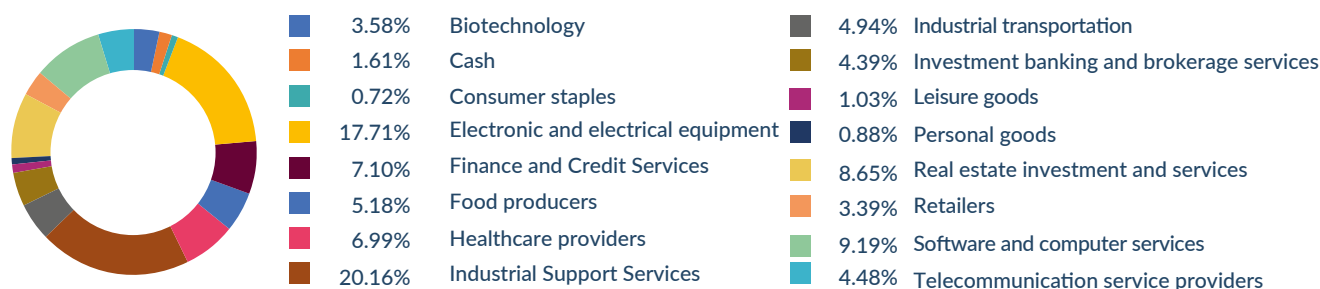 3.58% Biotechnology
1.61% Cash
0.72% Consumer staples
17.71% Electronic and electrical equipment
7.10% Finance and Credit Services
5.18% Food producers
6.99% Healthcare providers
20.16% Industrial Support Services
4.94% Industrial transportation
4.39% Investment banking and brokerage services
1.03% Leisure goods
0.88% Personal goods
8.65% Real estate investment and services
3.39% Retailers
9.19% Software and computer services
4.48% Telecommunication service providers